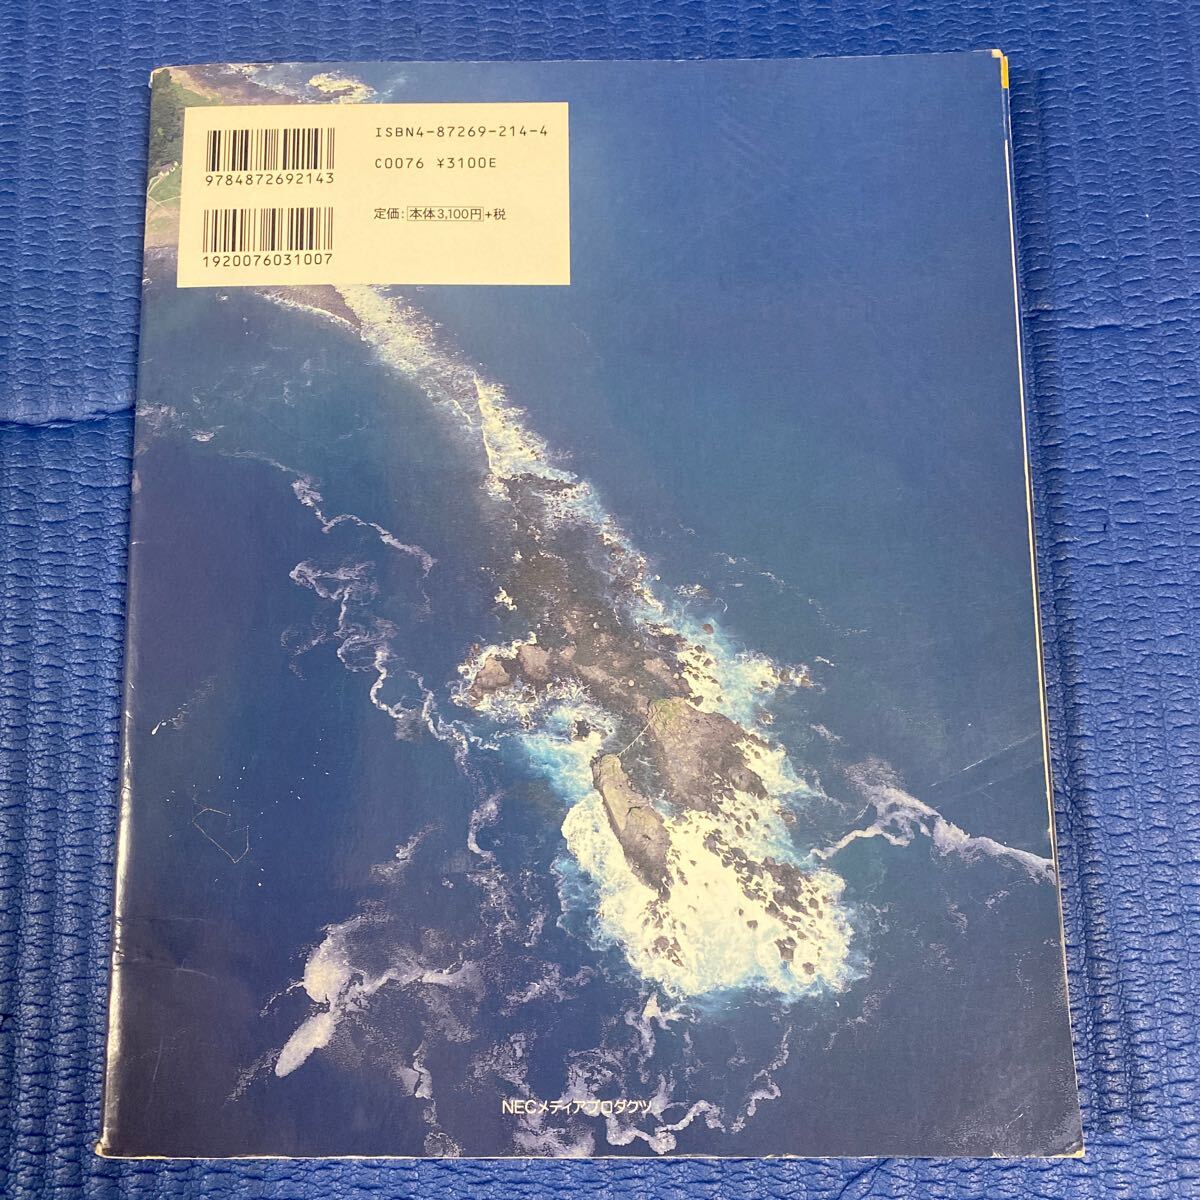 ISBN4-87269-214-4
9784872692143
C0076 ¥3100E
定価:本体3,100円+税
1920076031007
NECメディアプロダクツ